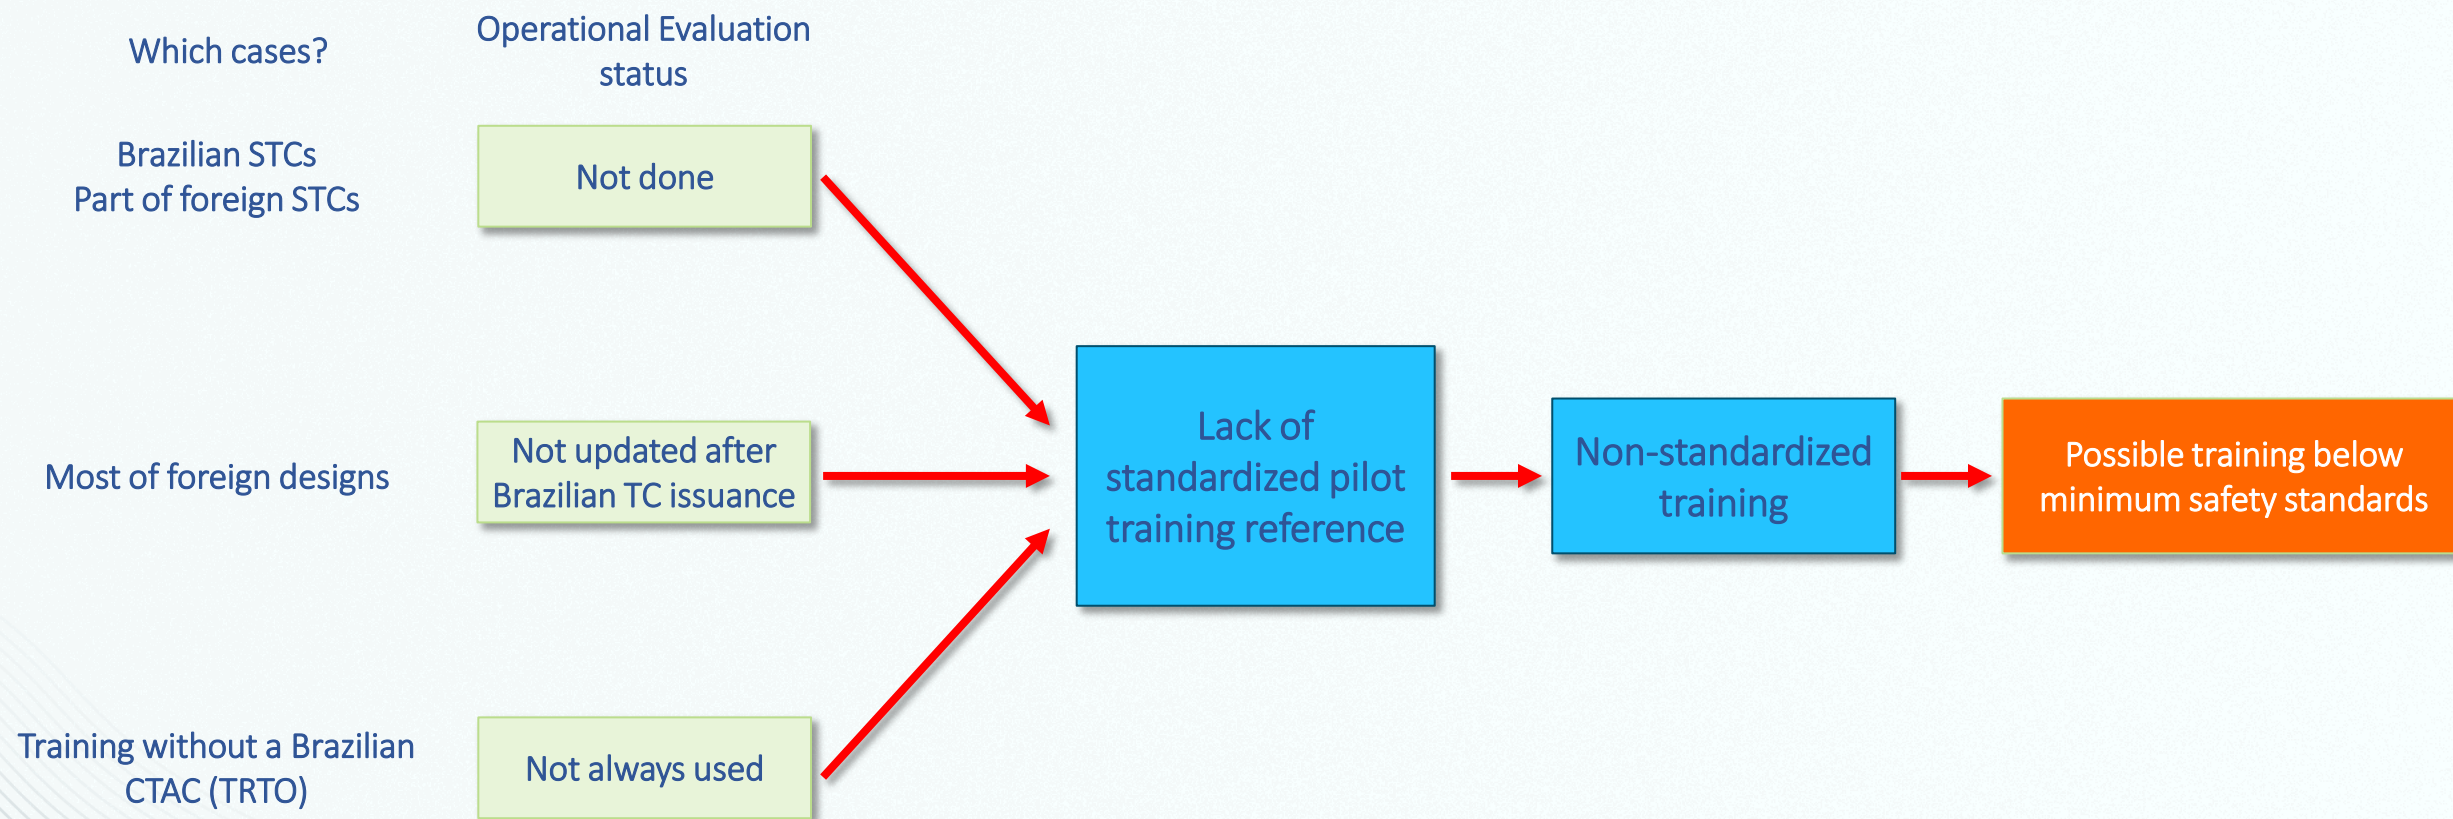 Which cases?
Operational Evaluation
status
Brazilian STCs
Part of foreign STCs
Not done
Most of foreign designs
Not updated after
Brazilian TC issuance
Training without a Brazilian
CTAC (TRTO)
Not always used
Lack of
standardized pilot
training reference
Non-standardized
training
Possible training below
minimum safety standards